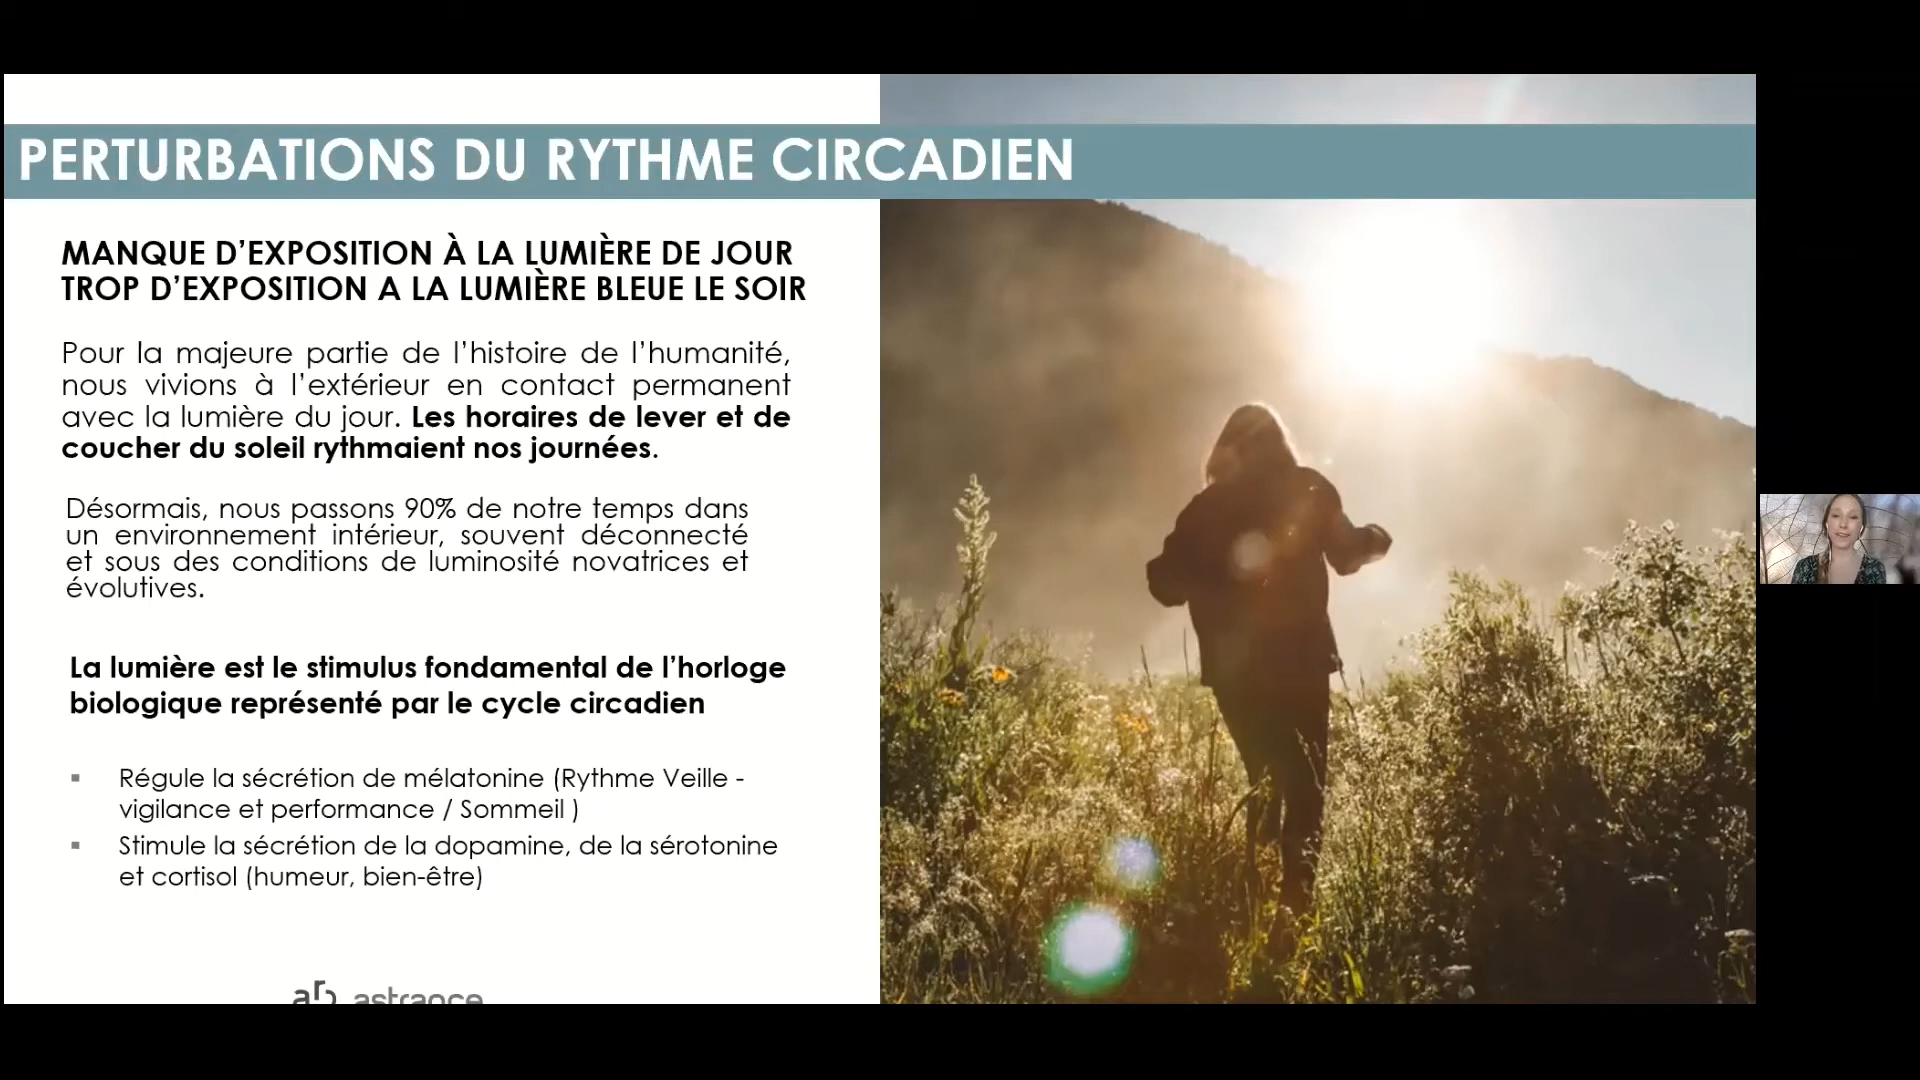 PERTURBATIONS DU RYTHME CIRCADIEN
MANQUE D’EXPOSITION À LA LUMIÈRE DE JOUR
TROP D’EXPOSITION A LA LUMIÈRE BLEUE LE SOIR
Pour la majeure partie de l’histoire de l’humanité,
nous vivions à l’extérieur en contact permanent
avec la lumière du jour. Les horaires de lever et de
coucher du soleil rythmaient nos journées.
Désormais, nous passons 90% de notre temps dans
un environnement intérieur, souvent déconnecté
et sous des conditions de luminosité novatrices et
évolutives.
La lumière est le stimulus fondamental de l’horloge
biologique représenté par le cycle circadien
▪ Régule la sécrétion de mélatonine (Rythme Veille -
vigilance et performance / Sommeil )
▪ Stimule la sécrétion de la dopamine, de la sérotonine
et cortisol (humeur, bien-être)
astrance